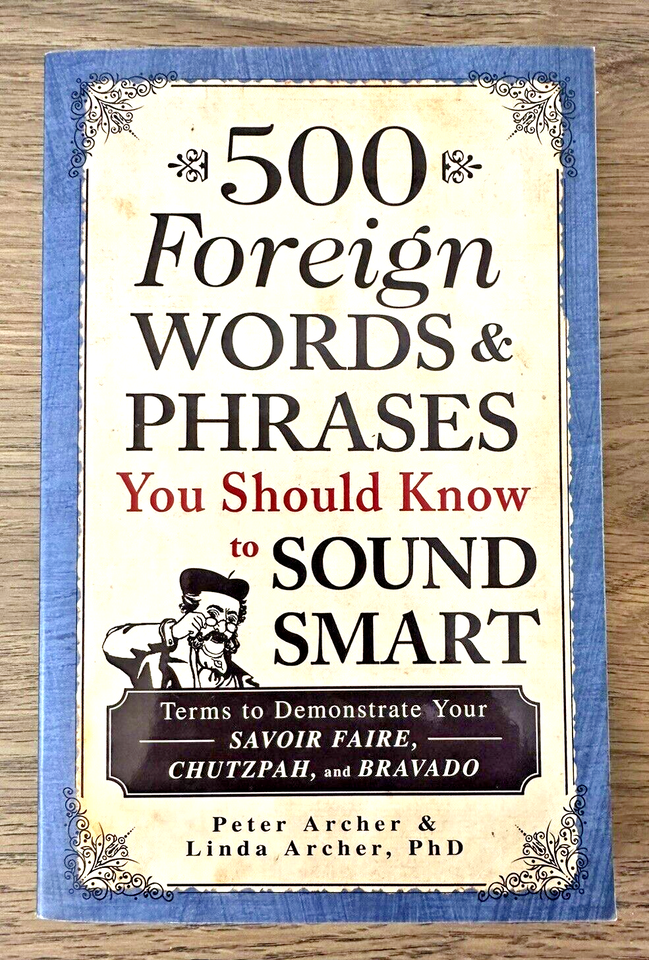 500
Foreign
WORDS &
PHRASES
You Should Know
to SOUND
SMART
Terms to Demonstrate Your
SAVOIR FAIRE,
CHUTZPAH, and BRAVADO
Peter Archer &
Linda Archer, PhD